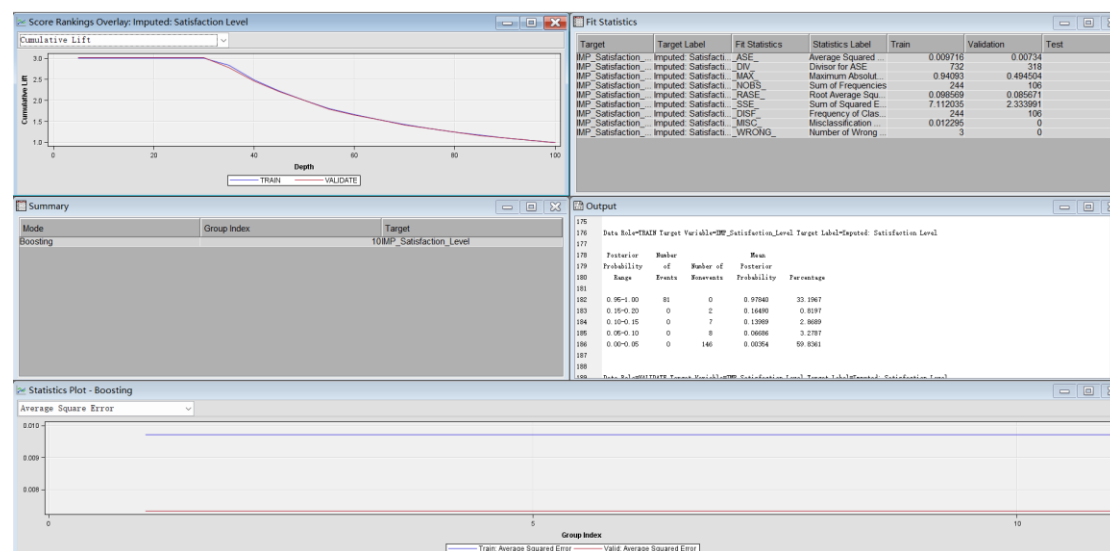 Score Rankings Overlay: Imputed: Satisfaction Level
Cumulative Lift
Cumulative Lift
3.0
2.5
2.0
1.5
1.0
0 20 40 60 80 100
Depth
TRAIN VALIDATE
Fit Statistics
Target Target Label Fit Statistics Statistics Label Train Validation Test
IMP_Satisfaction_... Imputed: Satisfacti... _ASE_ Average Squared ... 0.009716 0.00734
IMP_Satisfaction_... Imputed: Satisfacti... _DIV_ Divisor for ASE 732 318
IMP_Satisfaction_... Imputed: Satisfacti... _MAX_ Maximum Absolut... 0.94093 0.494504
IMP_Satisfaction_... Imputed: Satisfacti... _NOBS_ Sum of Frequencies 244 106
IMP_Satisfaction_... Imputed: Satisfacti... _RASE_ Root Average Squ... 0.098569 0.085671
IMP_Satisfaction_... Imputed: Satisfacti... _SSE_ Sum of Squared E... 7.112035 2.333991
IMP_Satisfaction_... Imputed: Satisfacti... _DISF_ Frequency of Clas... 244 106
IMP_Satisfaction_... Imputed: Satisfacti... _MISC_ Misclassification ... 0.012295 0
IMP_Satisfaction_... Imputed: Satisfacti... _WRONG_ Number of Wrong ... 3 0
Summary
Mode Group Index Target
Boosting 10IMP_Satisfaction_Level
Output
175
176 Data Role=TRAIN Target Variable=IMP_Satisfaction_Level Target Label=Imputed: Satisfaction Level
177
178 Posterior Number Mean
179 Probability of Number of Posterior
180 Range Events Nonevents Probability Percentage
181
182 0.95-1.00 81 0 0.97840 33.1967
183 0.15-0.20 0 2 0.16490 0.8197
184 0.10-0.15 0 7 0.13989 2.8689
185 0.05-0.10 0 8 0.06686 3.2787
186 0.00-0.05 0 146 0.00354 59.8361
187
188
189 Data Role=VALIDATE Target Variable=IMP_Satisfaction_Level Target Label=Imputed: Satisfaction Level
Statistics Plot - Boosting
Average Square Error
0.010
0.009
0.008
0 5 10
Group Index
Train: Average Squared Error Valid: Average Squared Error